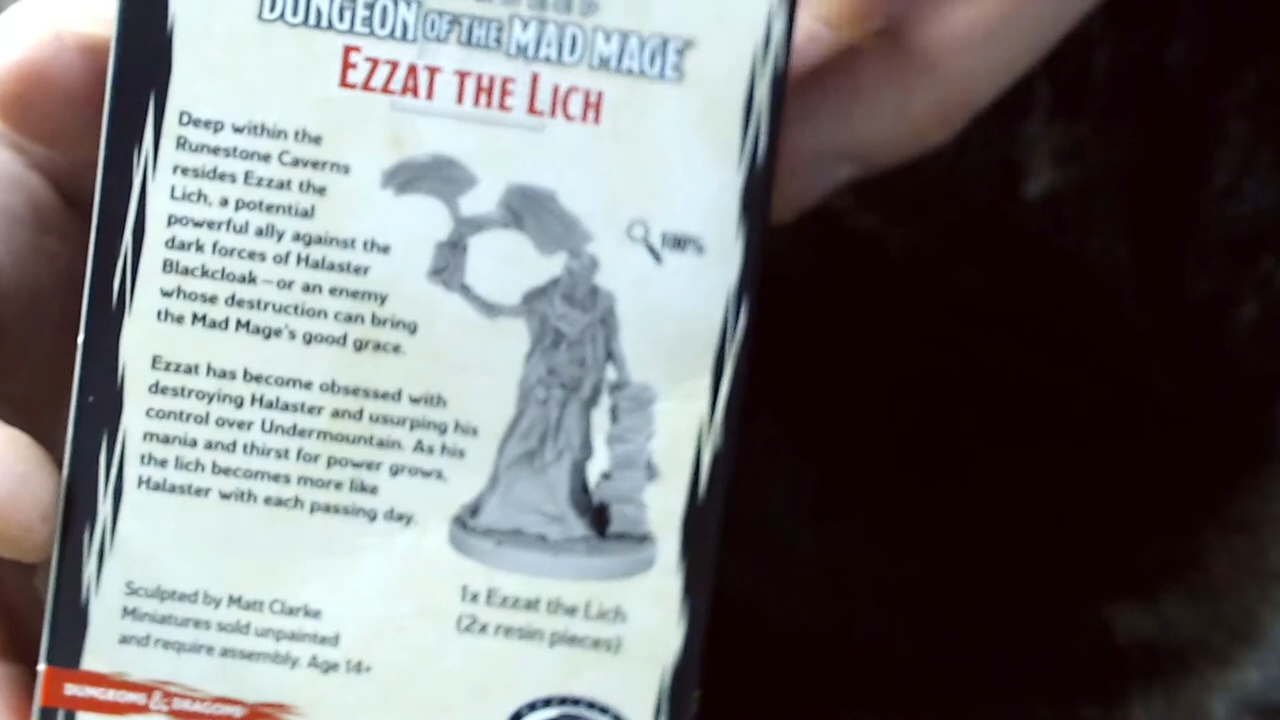 DUNGEON OF THE MAD MAGE
EZZAT THE LICH
Deep within the
Runestone Caverns
resides Ezzat the
Lich, a potential
powerful ally against the
dark forces of Halaster
Blackcloak – or an enemy
whose destruction can bring
the Mad Mage's good grace.
Ezzat has become obsessed with
destroying Halaster and usurping his
control over Undermountain. As his
mania and thirst for power grows,
the lich becomes more like
Halaster with each passing day.
100%
Sculpted by Matt Clarke
Miniatures sold unpainted
and require assembly. Age 14+
1x Ezzat the Lich
(2x resin pieces)
DUNGEONS & DRAGONS